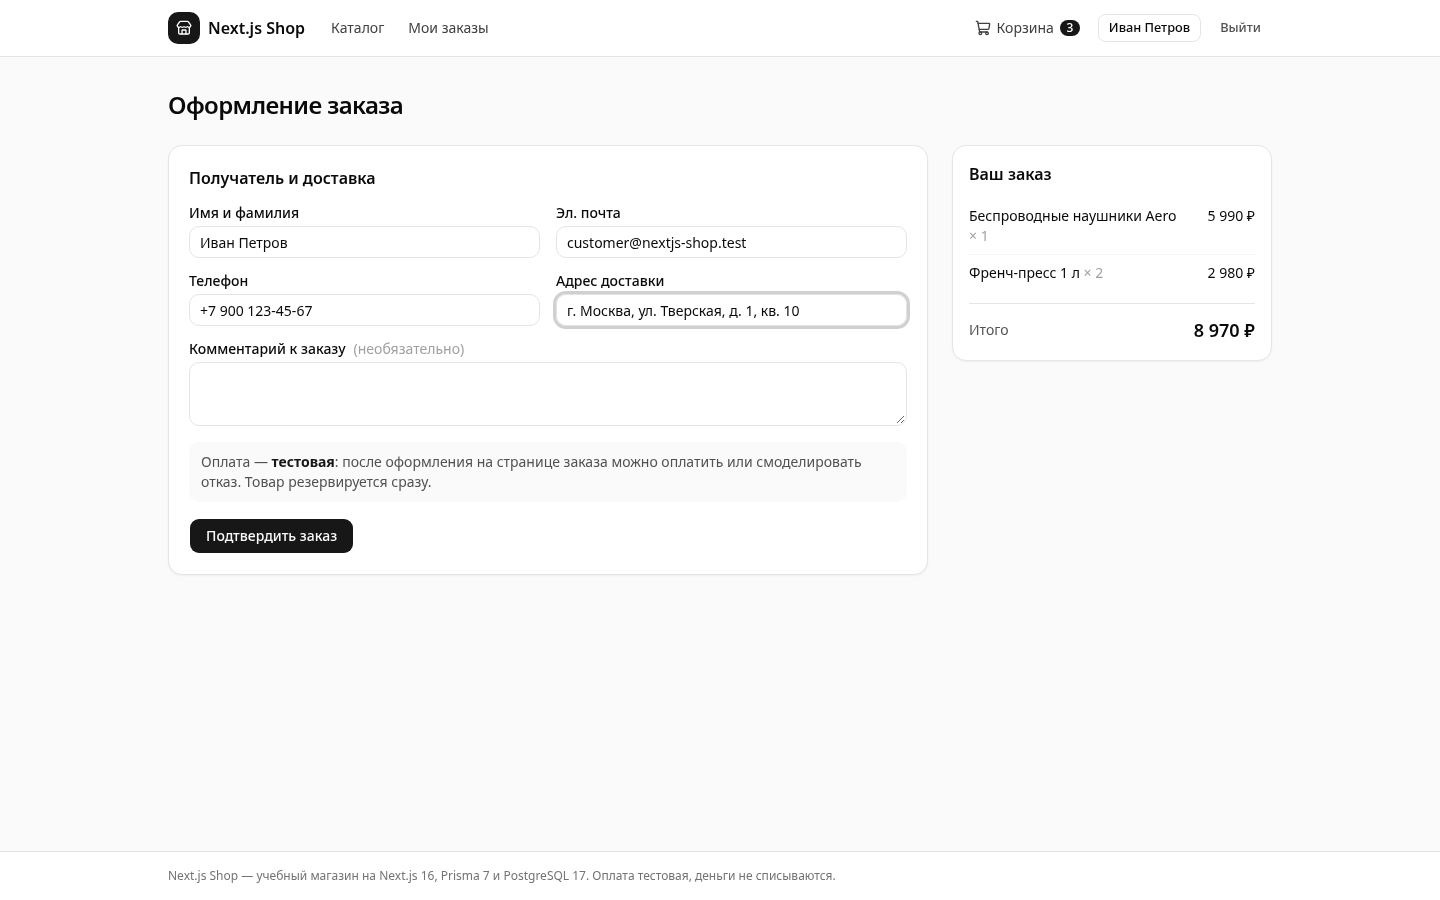 Next.js Shop
Каталог
Мои заказы
Корзина 3
Иван Петров
Выйти
Оформление заказа
Получатель и доставка
Имя и фамилия
Иван Петров
Эл. почта
customer@nextjs-shop.test
Телефон
+7 900 123-45-67
Адрес доставки
г. Москва, ул. Тверская, д. 1, кв. 10
Комментарий к заказу (необязательно)
Оплата — тестовая: после оформления на странице заказа можно оплатить или смоделировать
отказ. Товар резервируется сразу.
Подтвердить заказ
Ваш заказ
Беспроводные наушники Aero 5 990 ₽
× 1
Френч-пресс 1 л × 2 2 980 ₽
Итого 8 970 ₽
Next.js Shop — учебный магазин на Next.js 16, Prisma 7 и PostgreSQL 17. Оплата тестовая, деньги не списываются.